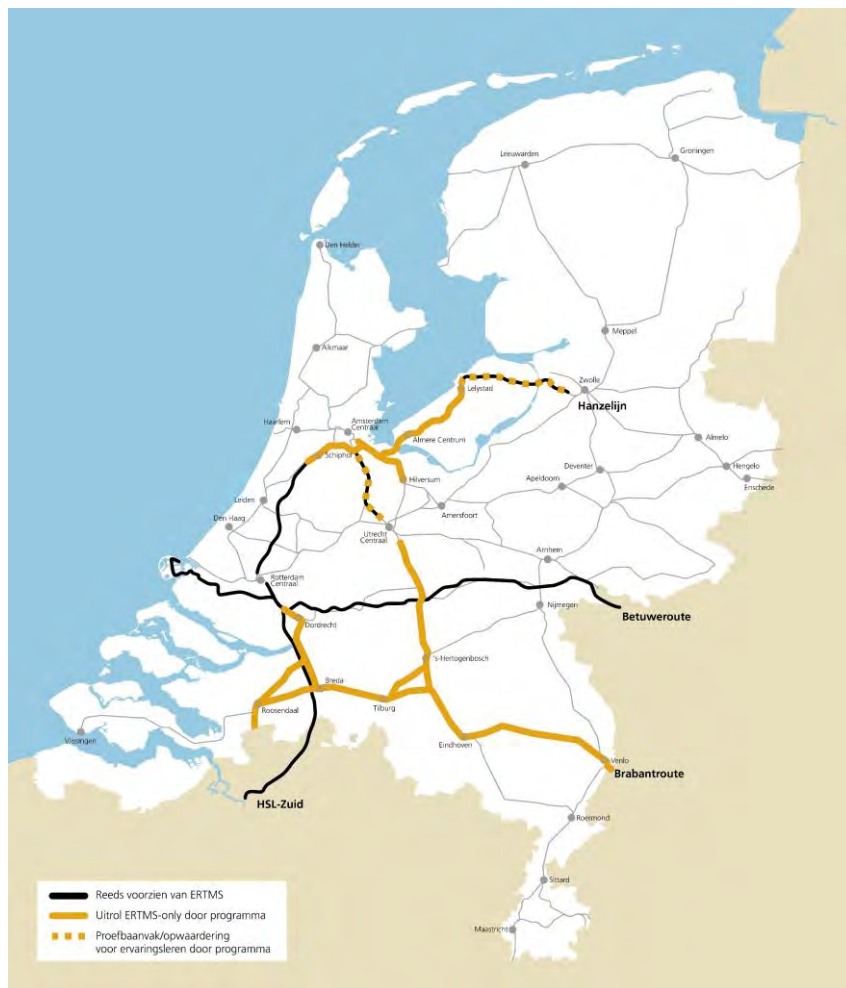 Leeuwarden
Groningen
Den Helder
Meppel
Alkmaar
Zwolle
Lelystad
Hanzelijn
Haarlem
Amsterdam
Centraal
Almere Centrum
Almelo
Schiphol
Hengelo
Deventer
Hilversum
Apeldoorn
Enschede
Leiden
Amersfoort
Den Haag
Utrecht
Centraal
Arnhem
Rotterdam
Centraal
Nijmegen
Betuweroute
Dordrecht
's-Hertogenbosch
Breda
Roosendaal
Tilburg
Vlissingen
Eindhoven
Venlo
Brabantroute
HSL-Zuid
Roermond
Sittard
Maastricht
Reeds voorzien van ERTMS
Uitrol ERTMS-only door programma
Proefbaanvak/opwaardering
voor ervaringsleren door programma